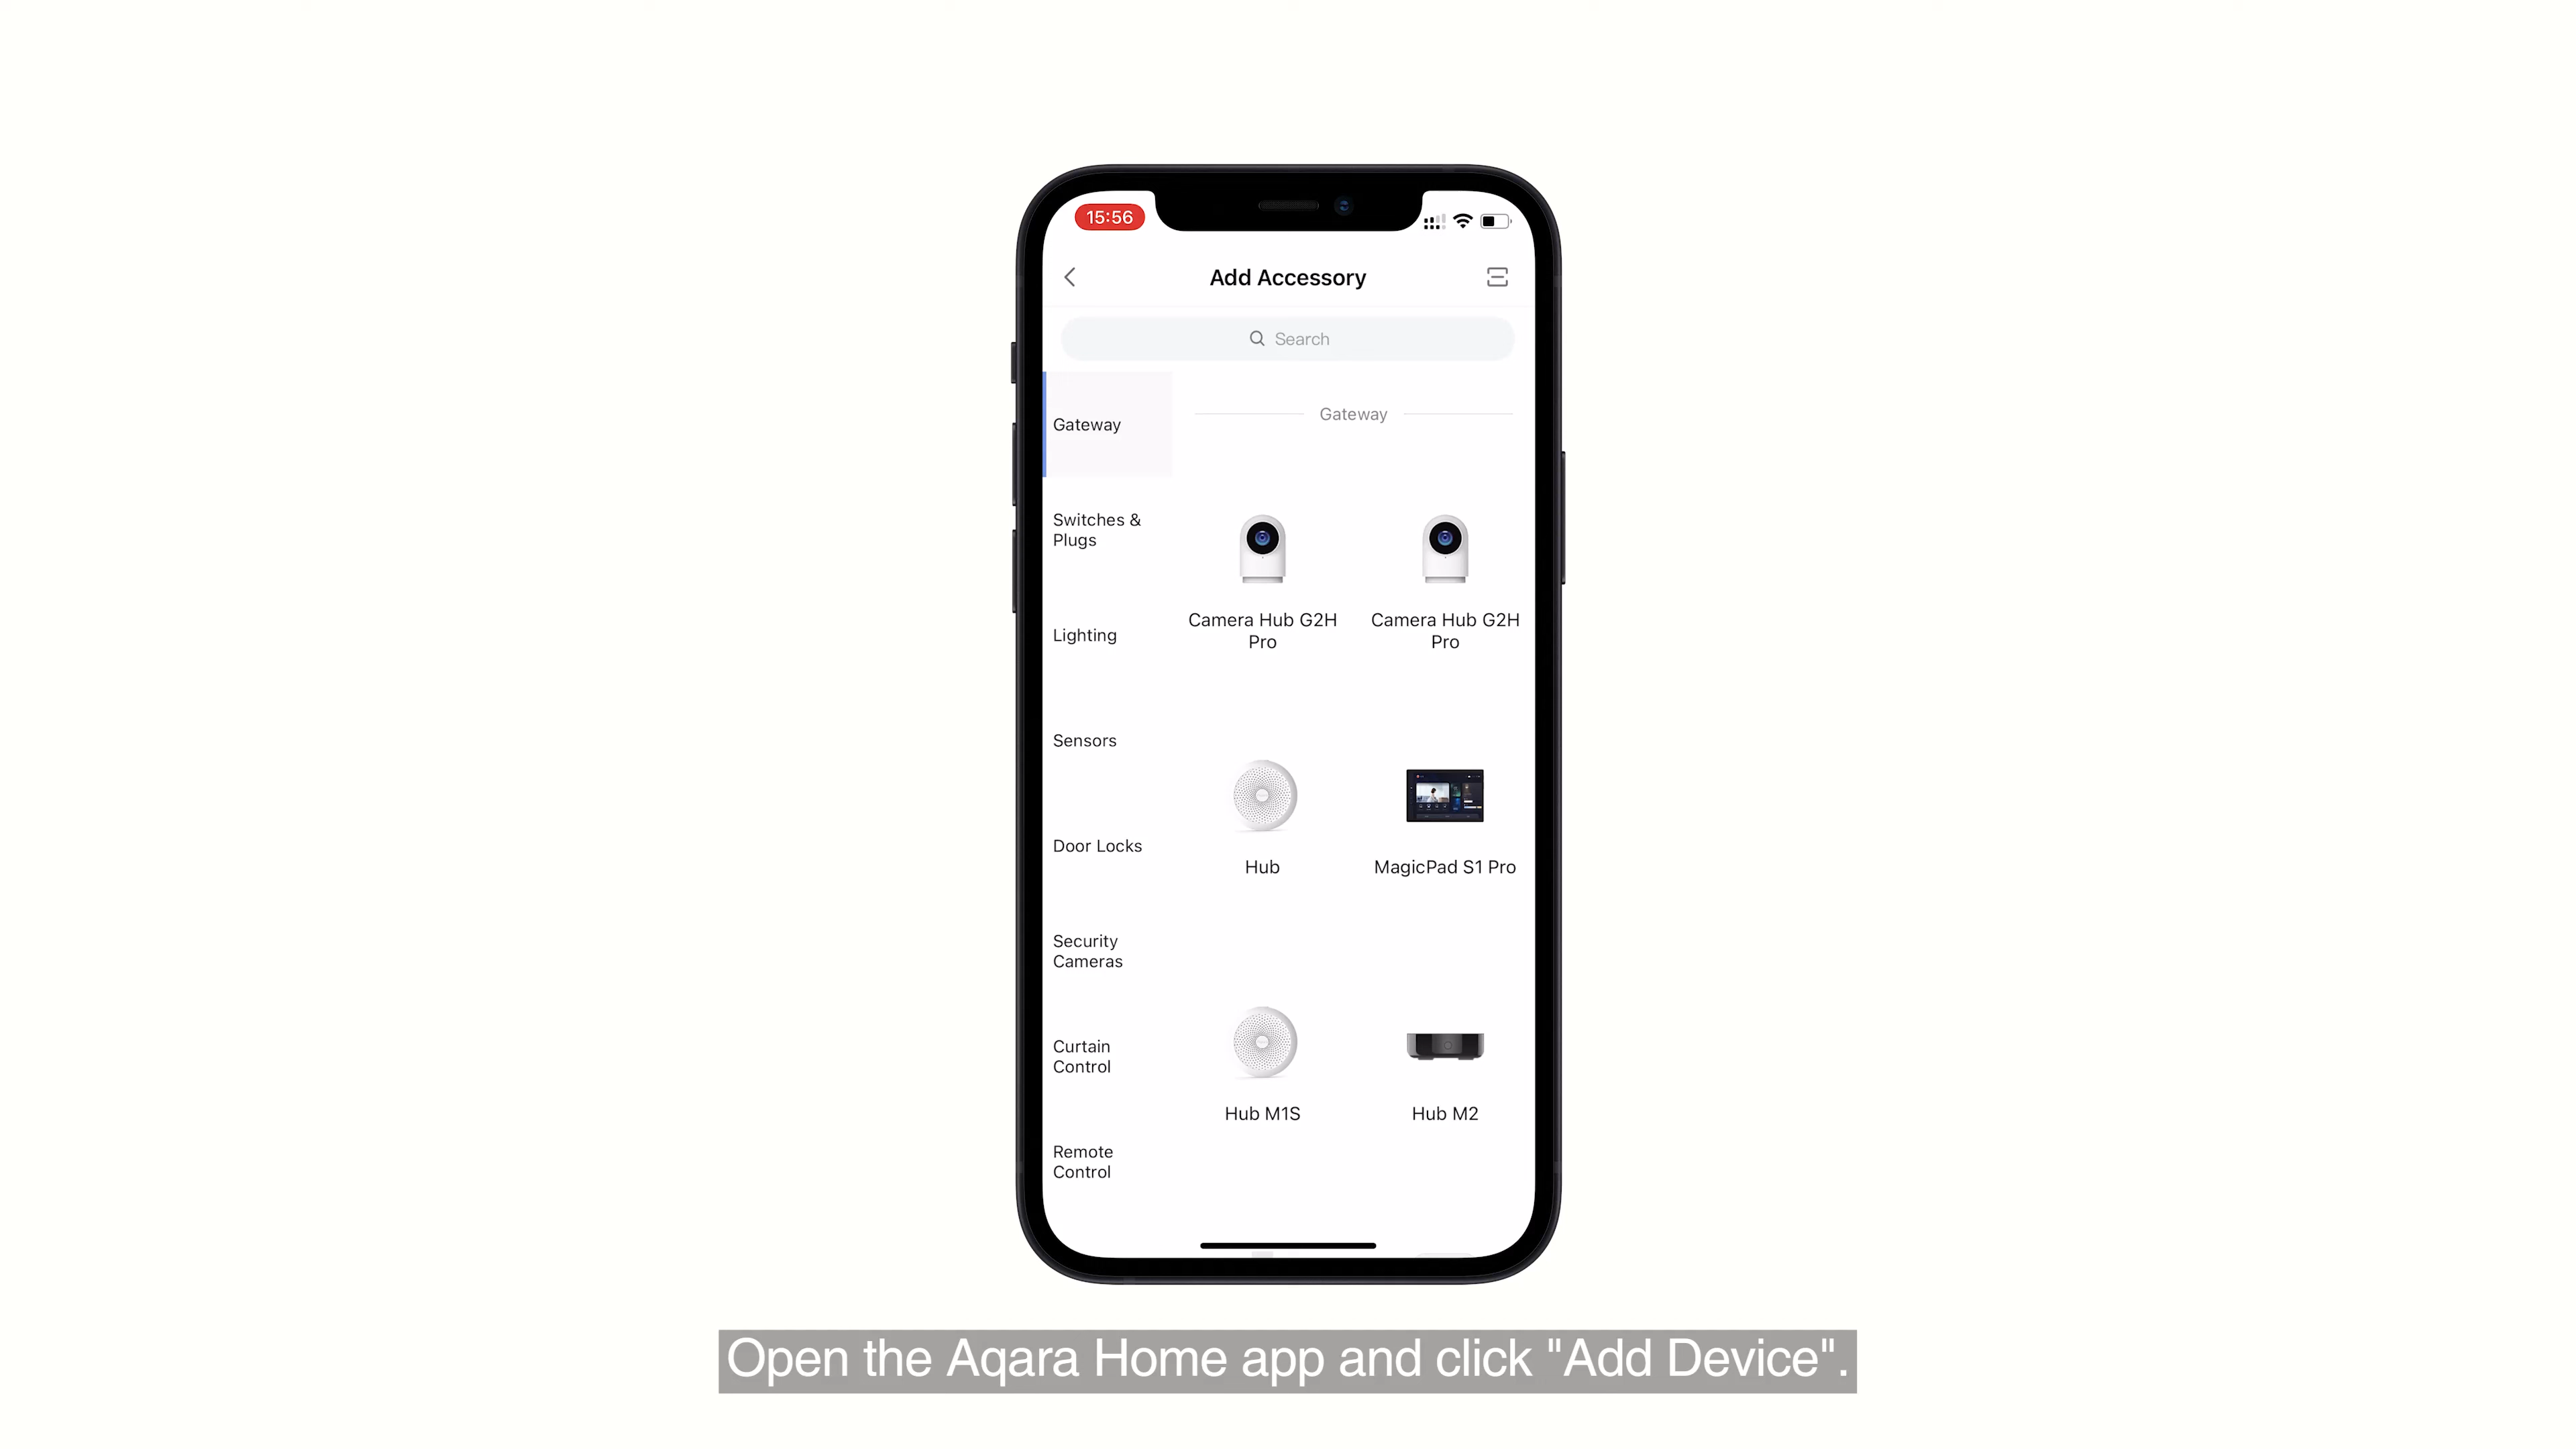 15:56
Add Accessory
Search
Gateway
Switches &
Plugs
Lighting
Sensors
Door Locks
Security
Cameras
Curtain
Control
Remote
Control
Gateway
Camera Hub G2H
Pro
Camera Hub G2H
Pro
Hub
MagicPad S1 Pro
Hub M1S
Hub M2
Open the Aqara Home app and click "Add Device".